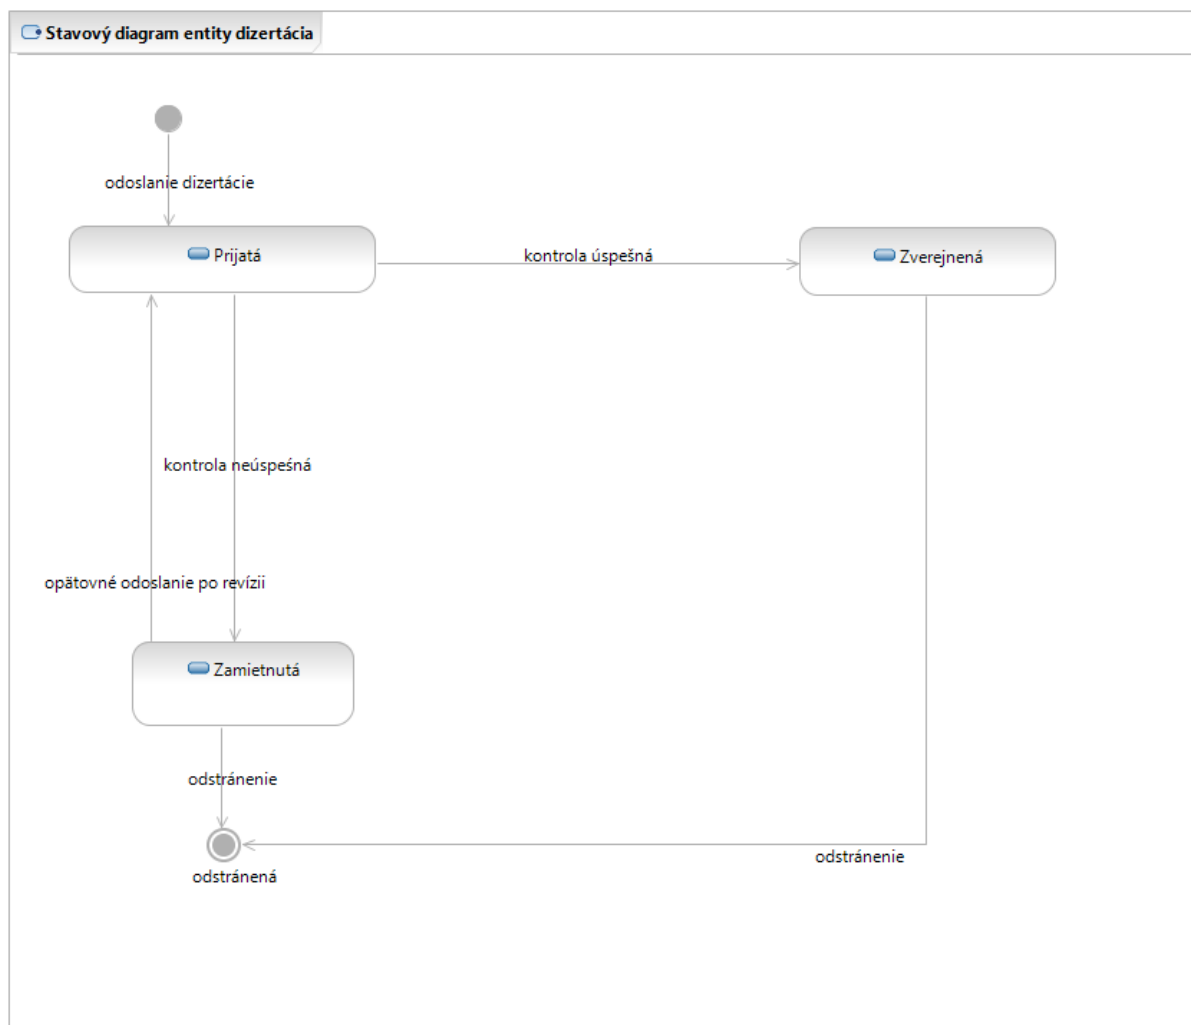 Stavový diagram entity dizertácia
odoslanie dizertácie
Prijatá
kontrola úspešná
Zverejnená
kontrola neúspeśná
opätovné odoslanie po revízii
Zamietnutá
odstránenie
odstránenie
odstránená